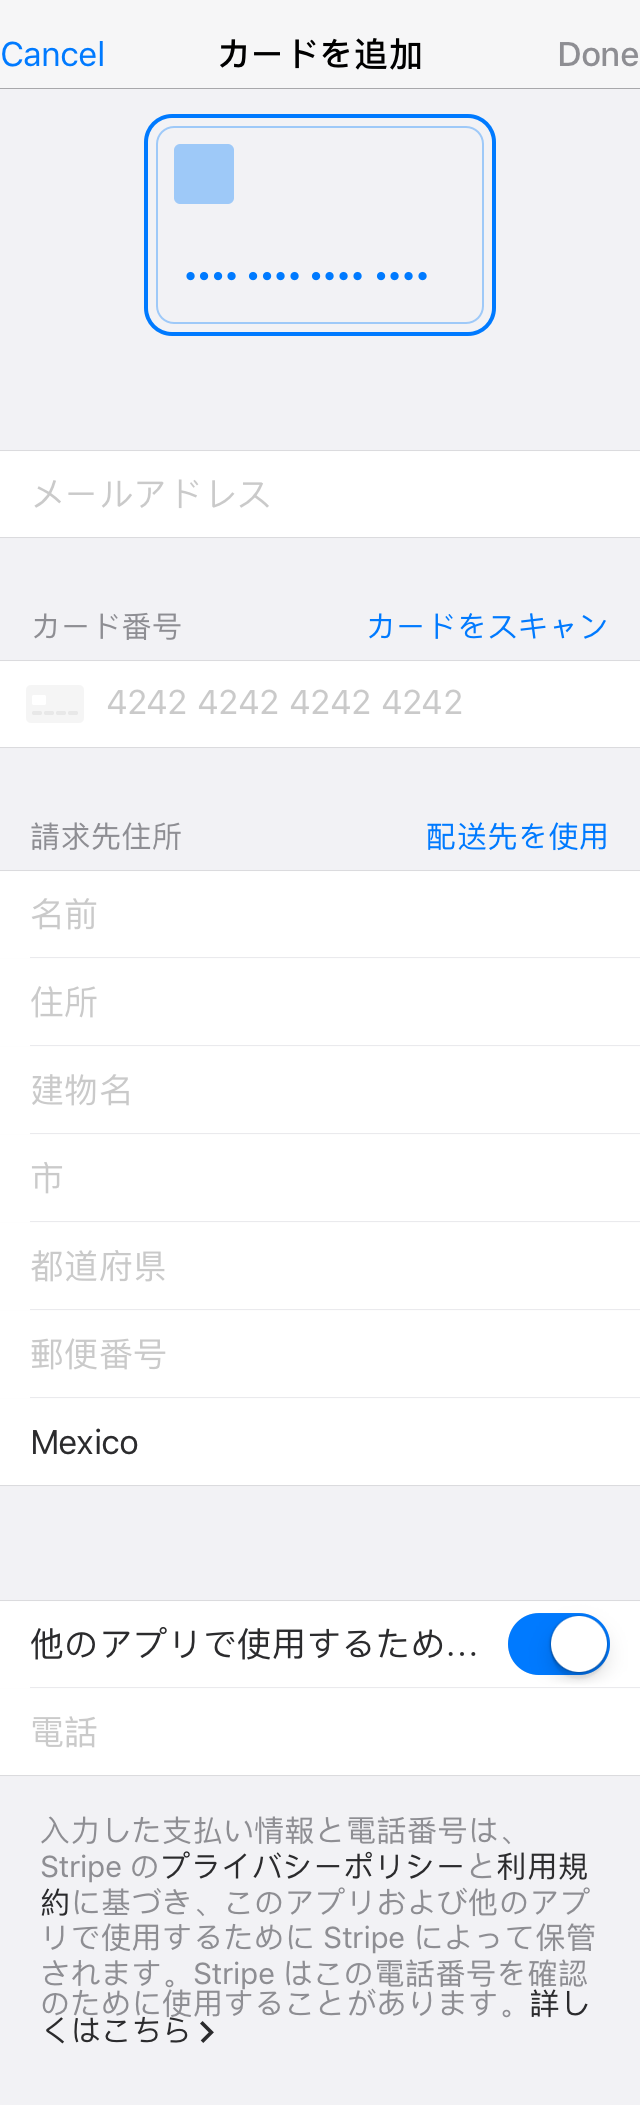 Cancel カードを追加 Done
•••• •••• •••• ••••
メールアドレス
カード番号 カードをスキャン
4242 4242 4242 4242
請求先住所 配送先を使用
名前
住所
建物名
市
都道府県
郵便番号
Mexico
他のアプリで使用するため...
電話
入力した支払い情報と電話番号は、
Stripe のプライバシーポリシーと利用規
約に基づき、このアプリおよび他のアプ
リで使用するために Stripe によって保管
されます。Stripe はこの電話番号を確認
のために使用することがあります。詳し
くはこちら